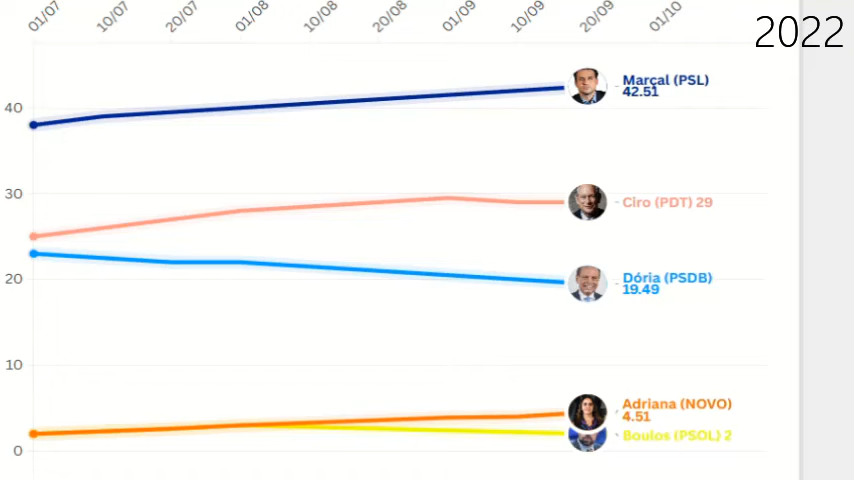 01/07 10/07 20/07 01/08 10/08 20/08 01/09 10/09 20/09 01/10
2022
Marçal (PSL)
42.51
40
30
Ciro (PDT) 29
Dória (PSDB)
19.49
20
10
Adriana (NOVO)
4.51
Boulos (PSOL) 2
0